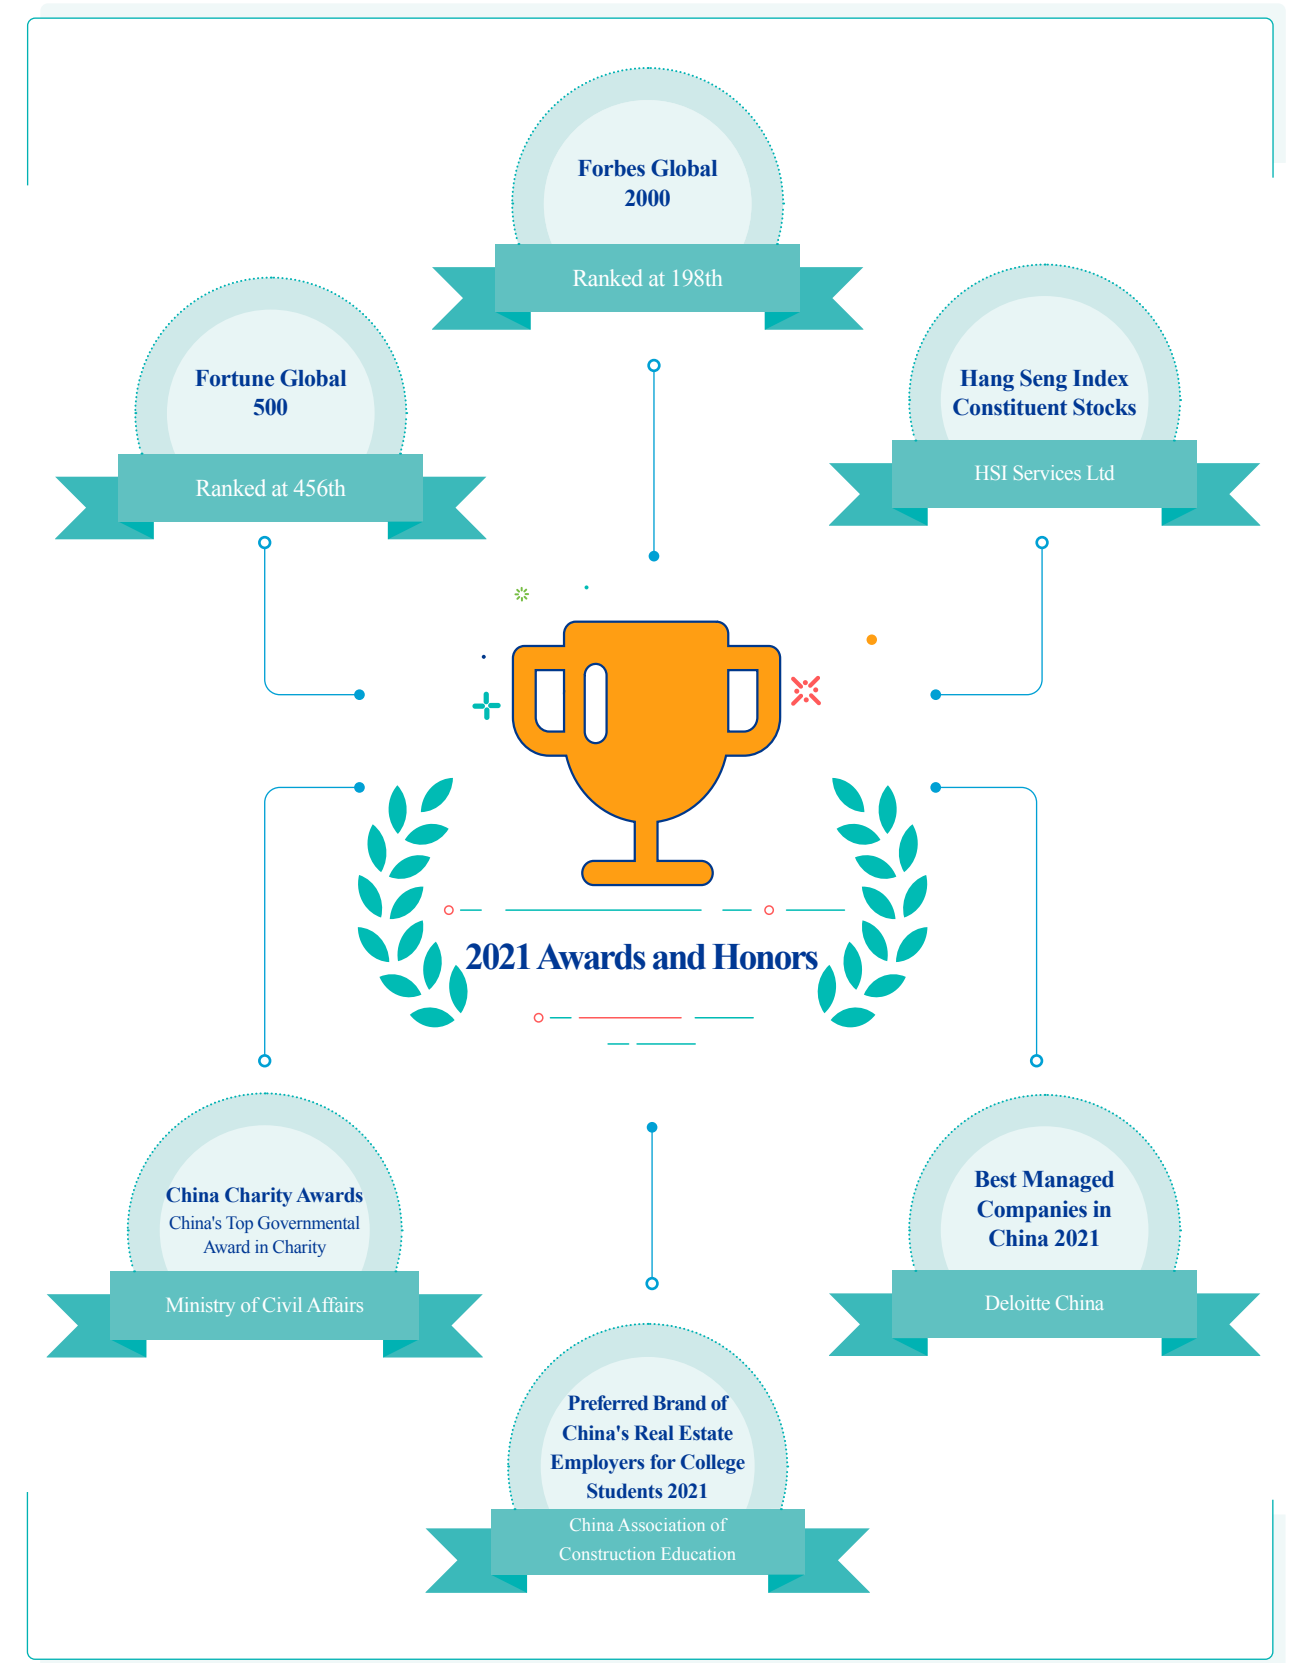 Forbes Global
2000
Ranked at 198th
Fortune Global
500
Ranked at 456th
Hang Seng Index
Constituent Stocks
HSI Services Ltd
2021 Awards and Honors
China Charity Awards
China's Top Governmental
Award in Charity
Ministry of Civil Affairs
Best Managed
Companies in
China 2021
Deloitte China
Preferred Brand of
China's Real Estate
Employers for College
Students 2021
China Association of
Construction Education